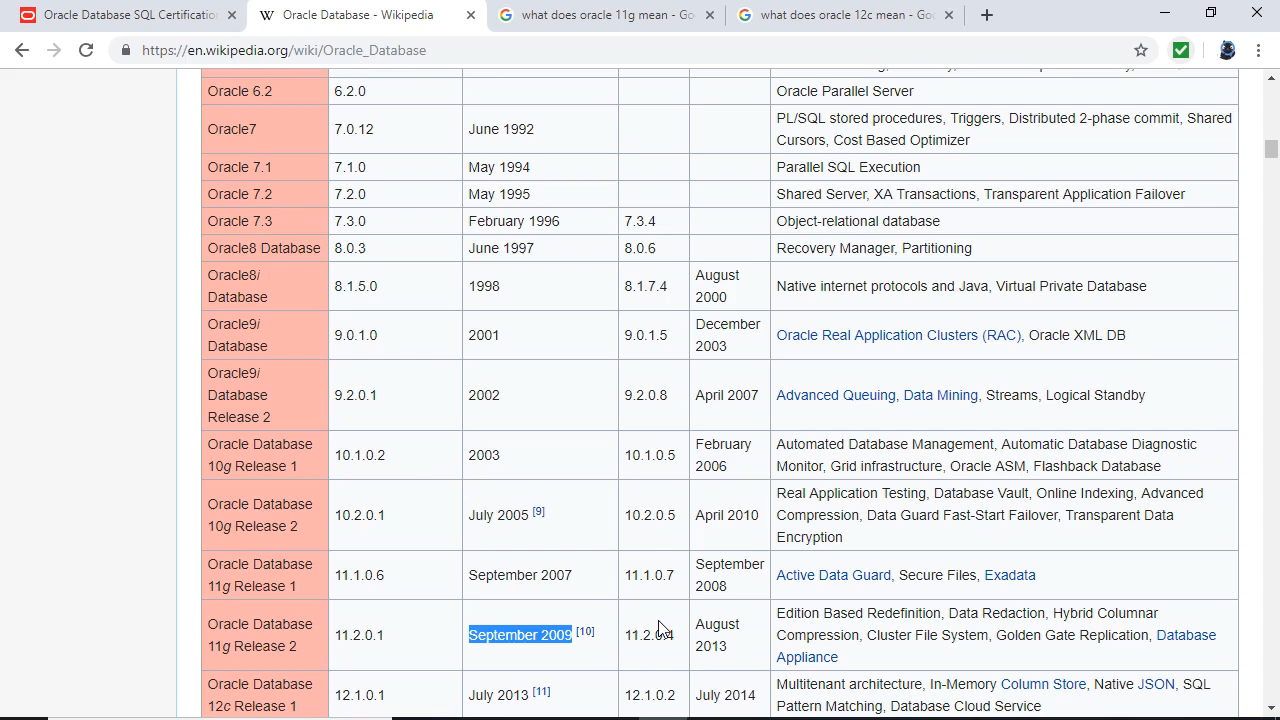 Oracle Database SQL Certification
Oracle Database - Wikipedia
what does oracle 11g mean - Go
what does oracle 12c mean - Goo
https://en.wikipedia.org/wiki/Oracle_Database
Oracle 6.2 6.2.0 Oracle Parallel Server
Oracle7 7.0.12 June 1992 PL/SQL stored procedures, Triggers, Distributed 2-phase commit, Shared
Cursors, Cost Based Optimizer
Oracle 7.1 7.1.0 May 1994 Parallel SQL Execution
Oracle 7.2 7.2.0 May 1995 Shared Server, XA Transactions, Transparent Application Failover
Oracle 7.3 7.3.0 February 1996 7.3.4 Object-relational database
Oracle8 Database 8.0.3 June 1997 8.0.6 Recovery Manager, Partitioning
Oracle8i
Database
8.1.5.0 1998 8.1.7.4
August
2000
Native internet protocols and Java, Virtual Private Database
Oracle9i
Database
9.0.1.0 2001 9.0.1.5
December
2003
Oracle Real Application Clusters (RAC), Oracle XML DB
Oracle9i
Database
Release 2
9.2.0.1 2002 9.2.0.8 April 2007 Advanced Queuing, Data Mining, Streams, Logical Standby
Oracle Database
10g Release 1
10.1.0.2 2003 10.1.0.5
February
2006
Automated Database Management, Automatic Database Diagnostic
Monitor, Grid infrastructure, Oracle ASM, Flashback Database
Oracle Database
10g Release 2
10.2.0.1 July 2005 [9] 10.2.0.5 April 2010
Real Application Testing, Database Vault, Online Indexing, Advanced
Compression, Data Guard Fast-Start Failover, Transparent Data
Encryption
Oracle Database
11g Release 1
11.1.0.6 September 2007 11.1.0.7
September
2008
Active Data Guard, Secure Files, Exadata
Oracle Database
11g Release 2
11.2.0.1 September 2009 [10] 11.2.0.4
August
2013
Edition Based Redefinition, Data Redaction, Hybrid Columnar
Compression, Cluster File System, Golden Gate Replication, Database
Appliance
Oracle Database
12c Release 1
12.1.0.1 July 2013 [11] 12.1.0.2 July 2014
Multitenant architecture, In-Memory Column Store, Native JSON, SQL
Pattern Matching, Database Cloud Service